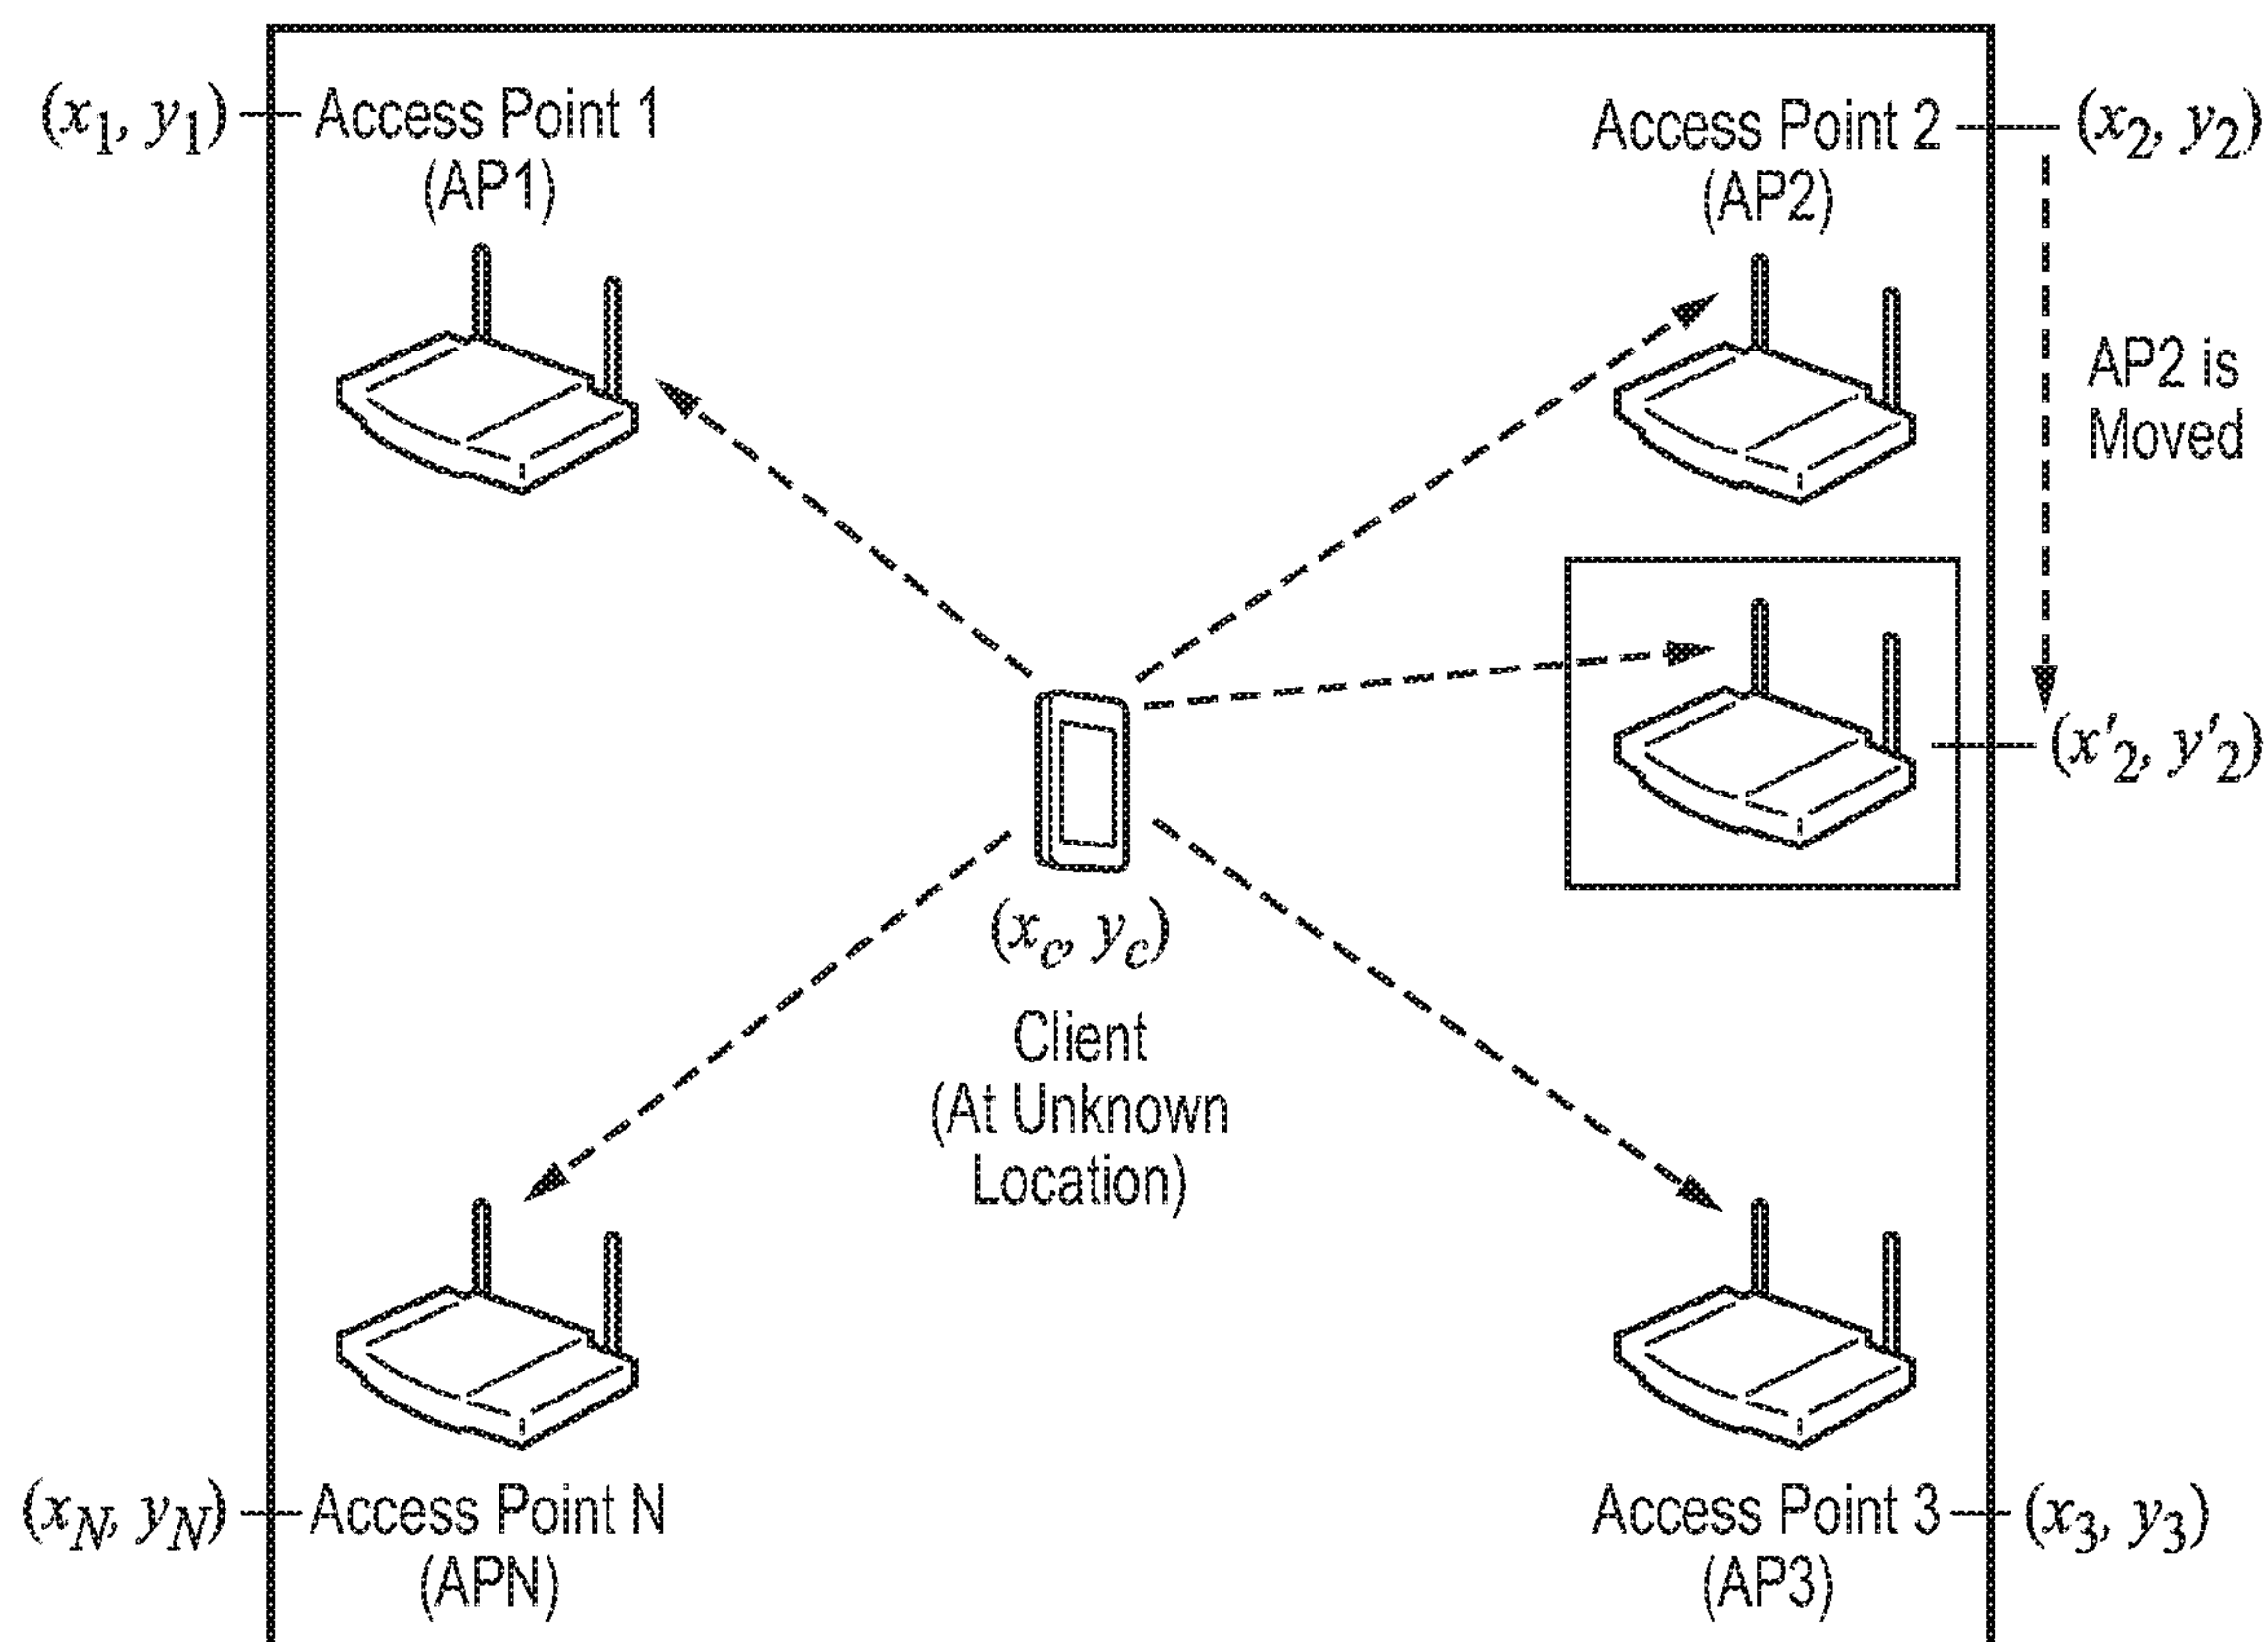 (x1, y1) Access Point 1
(AP1)
Access Point 2 (x2, y2)
(AP2)
AP2 is
Moved
(x'2, y'2)
(xc, yc)
Client
(At Unknown
Location)
(xN, yN) Access Point N
(APN)
Access Point 3 (x3, y3)
(AP3)